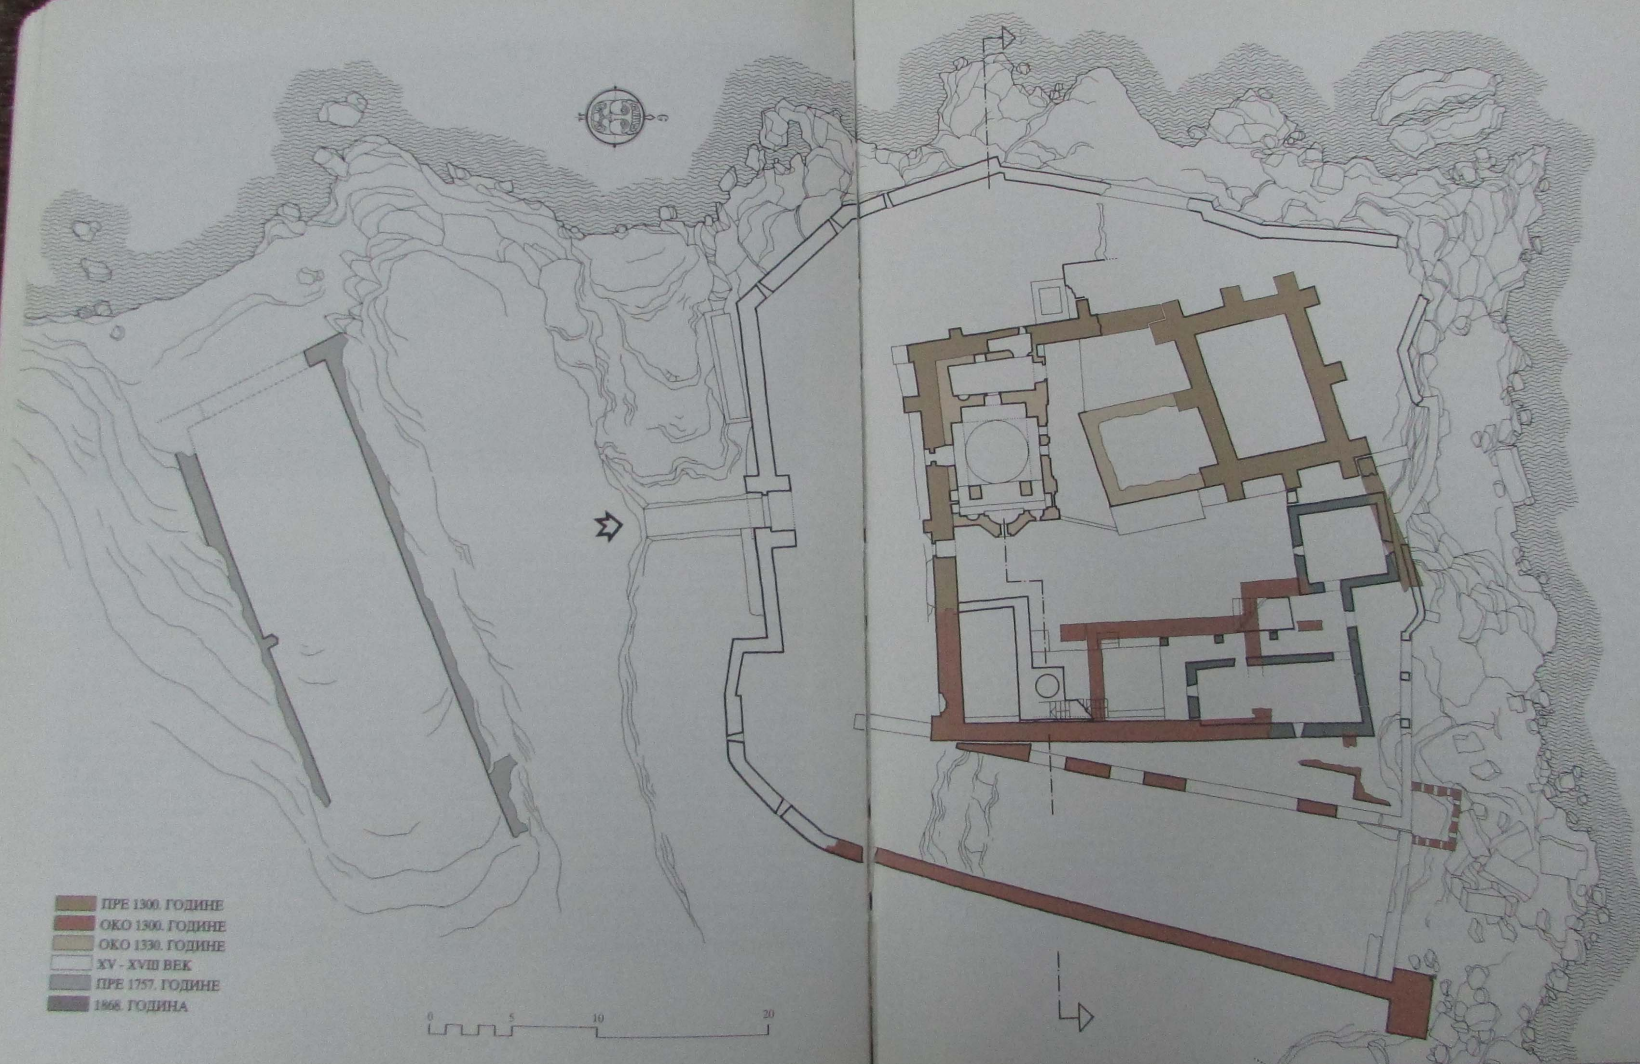 ПРЕ 1300. ГОДИНЕ
ОКО 1300. ГОДИНЕ
ОКО 1330. ГОДИНЕ
XV - XVIII ВЕК
ПРЕ 1757. ГОДИНЕ
1868. ГОДИНА
0 5 10 20